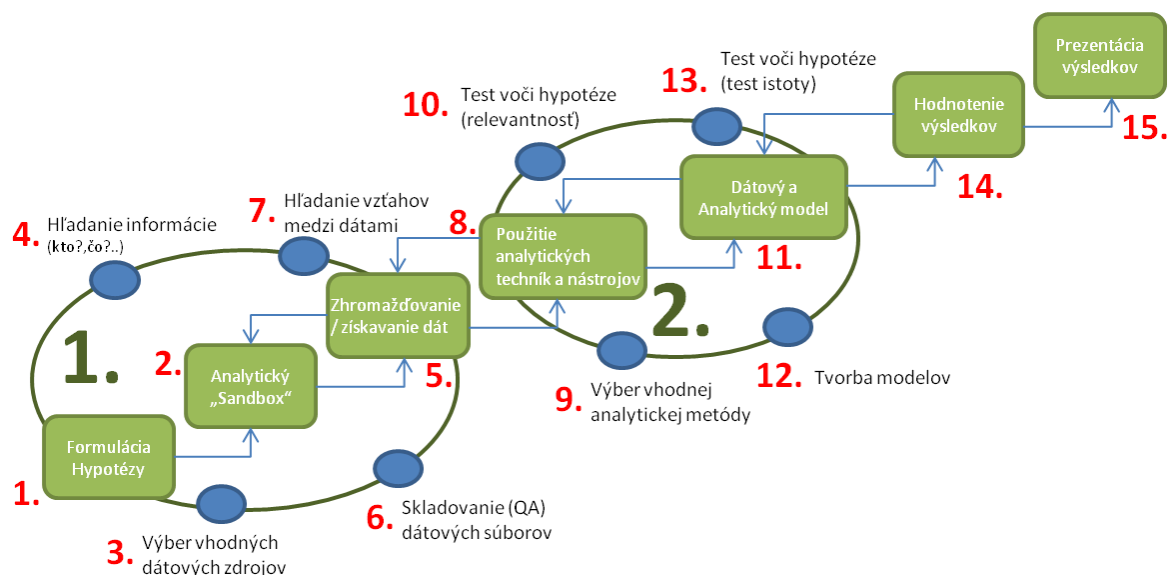 1.
Formulácia
Hypotézy
2.
Analytický
„Sandbox“
3.
Výber vhodných
dátových zdrojov
4.
Hľadanie informácie
(kto?,čo?..)
5.
Zhromažďovanie
/ získavanie dát
6.
Skladovanie (QA)
dátových súborov
7.
Hľadanie vzťahov
medzi dátami
1.
8.
Použitie
analytických
techník a nástrojov
9.
Výber vhodnej
analytickej metódy
10.
Test voči hypotéze
(relevantnosť)
11.
Dátový a
Analytický model
12.
Tvorba modelov
13.
Test voči hypotéze
(test istoty)
2.
14.
Hodnotenie
výsledkov
15.
Prezentácia
výsledkov